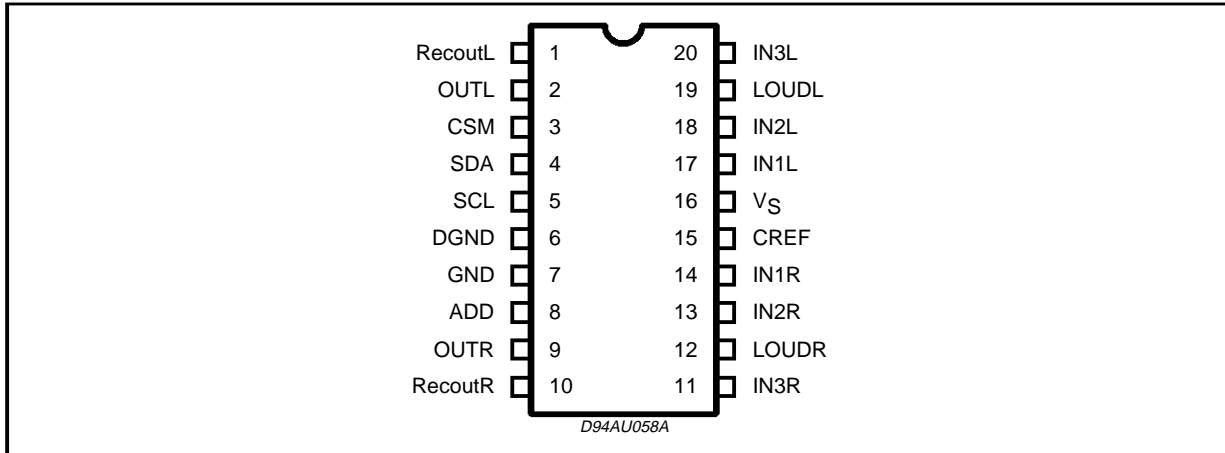 RecoutL 1 20 IN3L
OUTL 2 19 LOUDL
CSM 3 18 IN2L
SDA 4 17 IN1L
SCL 5 16 VS
DGND 6 15 CREF
GND 7 14 IN1R
ADD 8 13 IN2R
OUTR 9 12 LOUDR
RecoutR 10 11 IN3R
D94AU058A